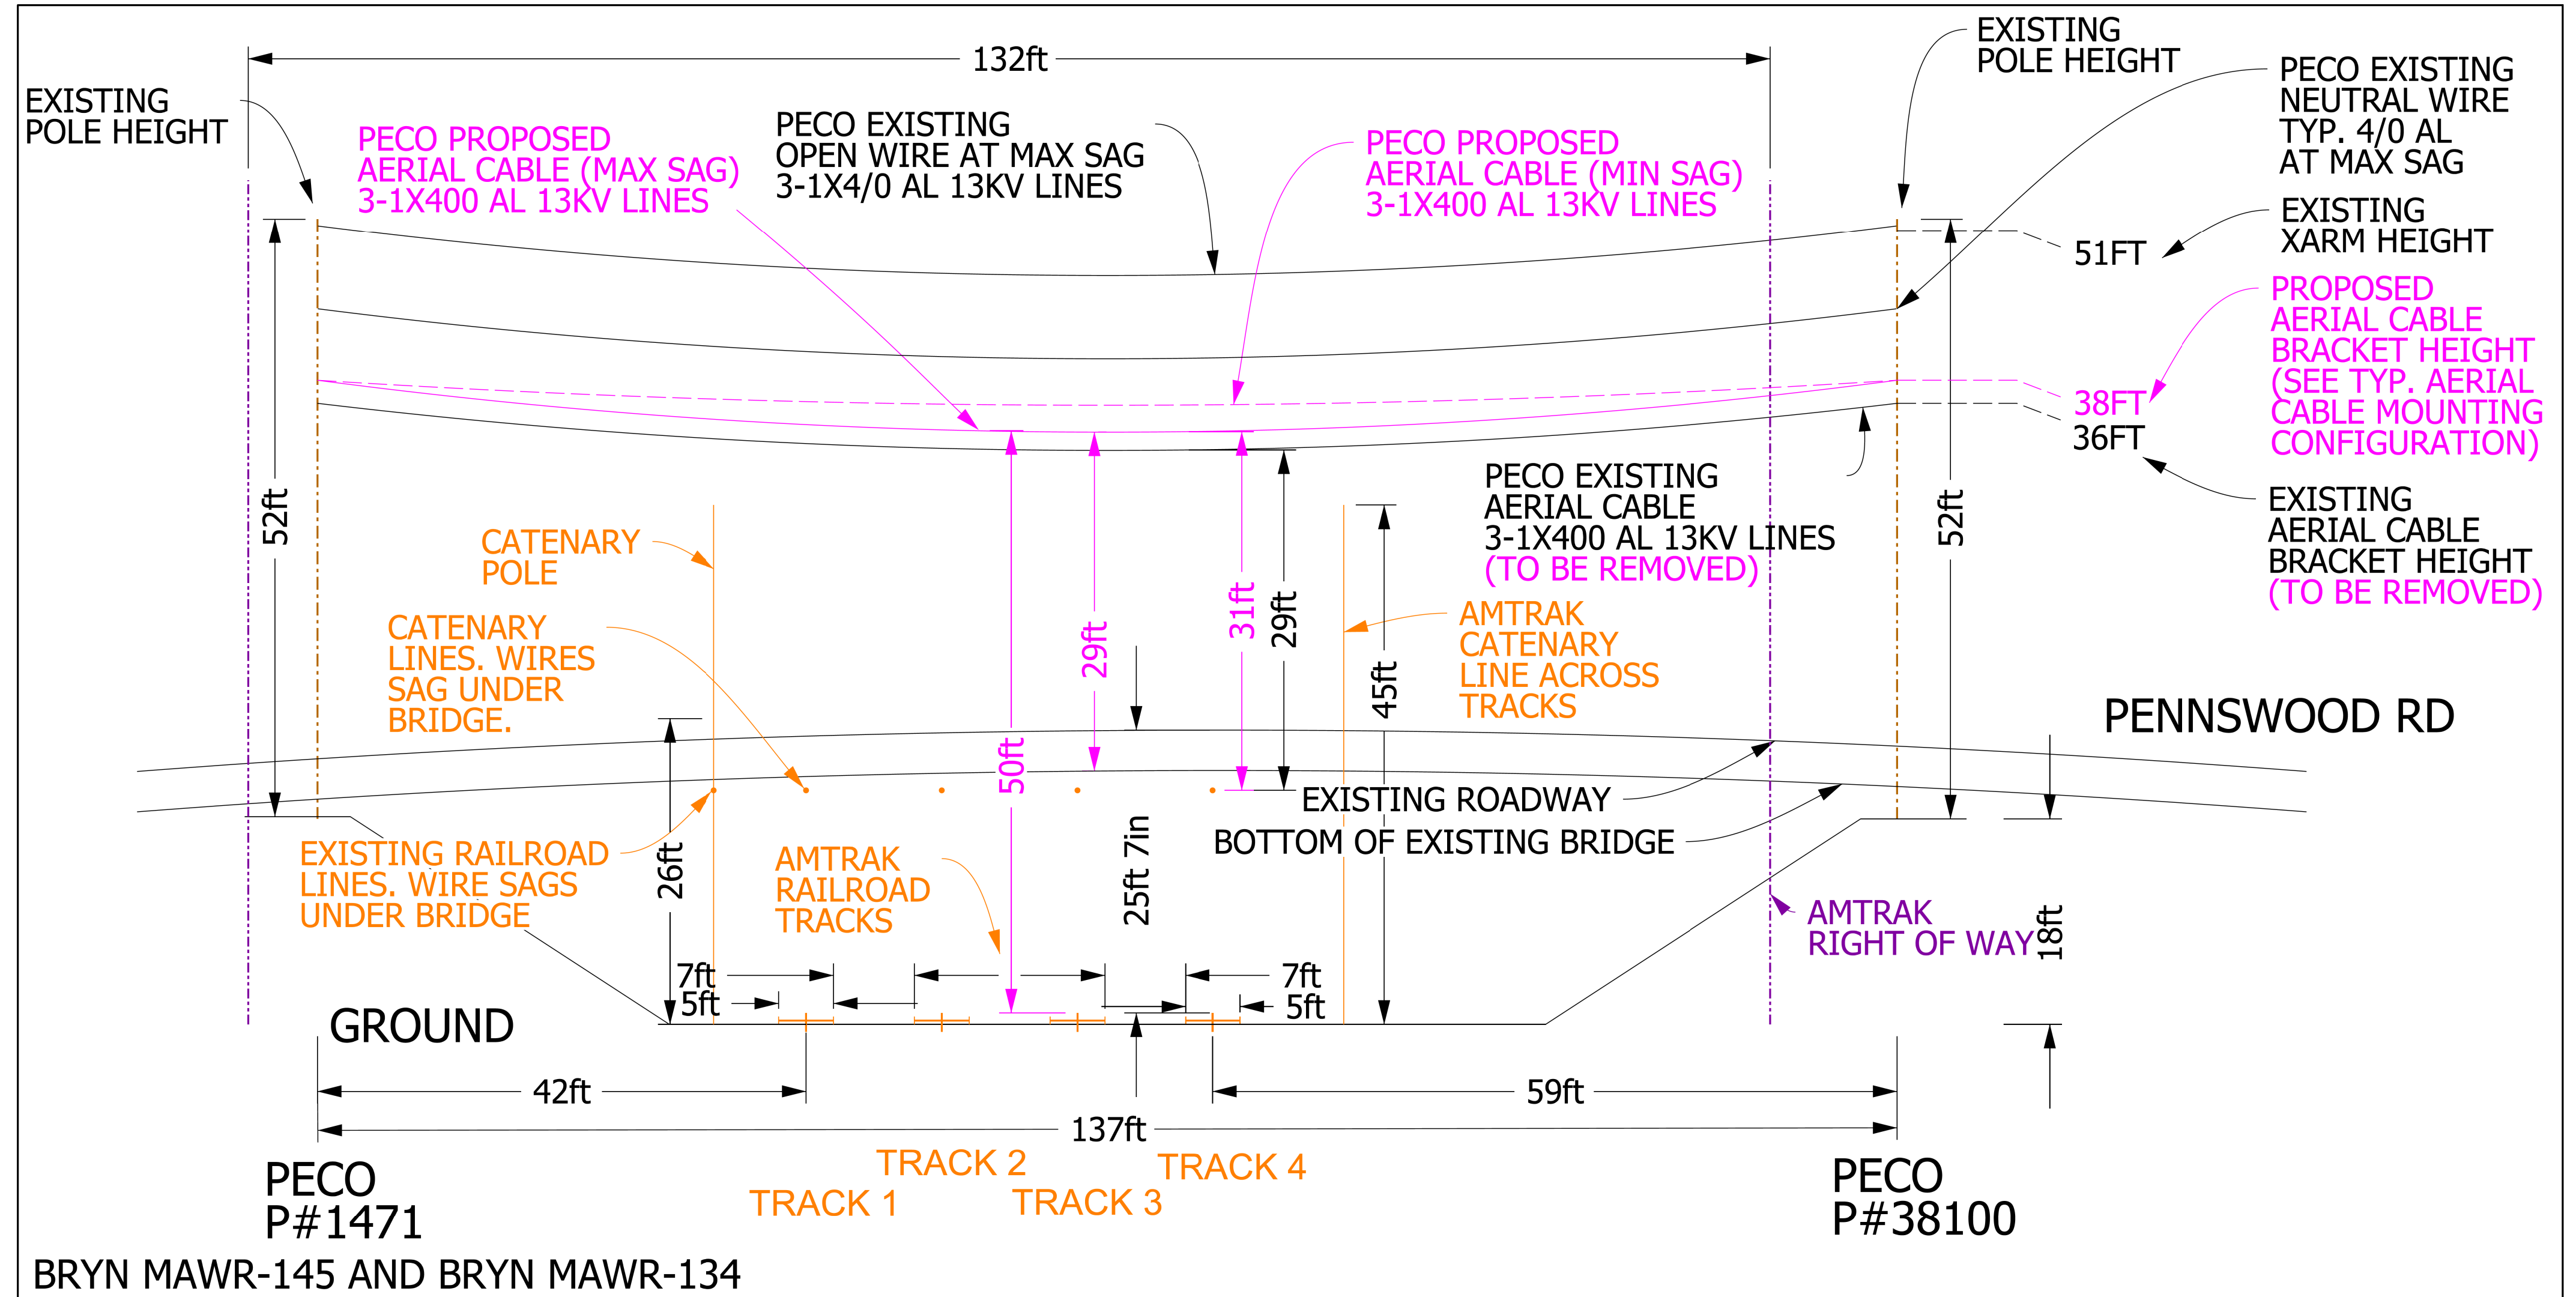 132ft
EXISTING
POLE HEIGHT
EXISTING
POLE HEIGHT
PECO PROPOSED
AERIAL CABLE (MAX SAG)
3-1X400 AL 13KV LINES
PECO EXISTING
OPEN WIRE AT MAX SAG
3-1X4/0 AL 13KV LINES
PECO PROPOSED
AERIAL CABLE (MIN SAG)
3-1X400 AL 13KV LINES
PECO EXISTING
NEUTRAL WIRE
TYP. 4/0 AL
AT MAX SAG
EXISTING
XARM HEIGHT
51FT
PROPOSED
AERIAL CABLE
BRACKET HEIGHT
(SEE TYP. AERIAL
CABLE MOUNTING
CONFIGURATION)
38FT
36FT
EXISTING
AERIAL CABLE
BRACKET HEIGHT
(TO BE REMOVED)
PECO EXISTING
AERIAL CABLE
3-1X400 AL 13KV LINES
(TO BE REMOVED)
52ft
52ft
CATENARY
POLE
CATENARY
LINES. WIRES
SAG UNDER
BRIDGE.
29ft
31ft
29ft
45ft
AMTRAK
CATENARY
LINE ACROSS
TRACKS
PENNSWOOD RD
50ft
EXISTING ROADWAY
BOTTOM OF EXISTING BRIDGE
EXISTING RAILROAD
LINES. WIRE SAGS
UNDER BRIDGE
26ft
AMTRAK
RAILROAD
TRACKS
25ft 7in
AMTRAK
RIGHT OF WAY
18ft
7ft
5ft
7ft
5ft
GROUND
42ft
59ft
137ft
PECO
P#1471
TRACK 1
TRACK 2
TRACK 3
TRACK 4
PECO
P#38100
BRYN MAWR-145 AND BRYN MAWR-134